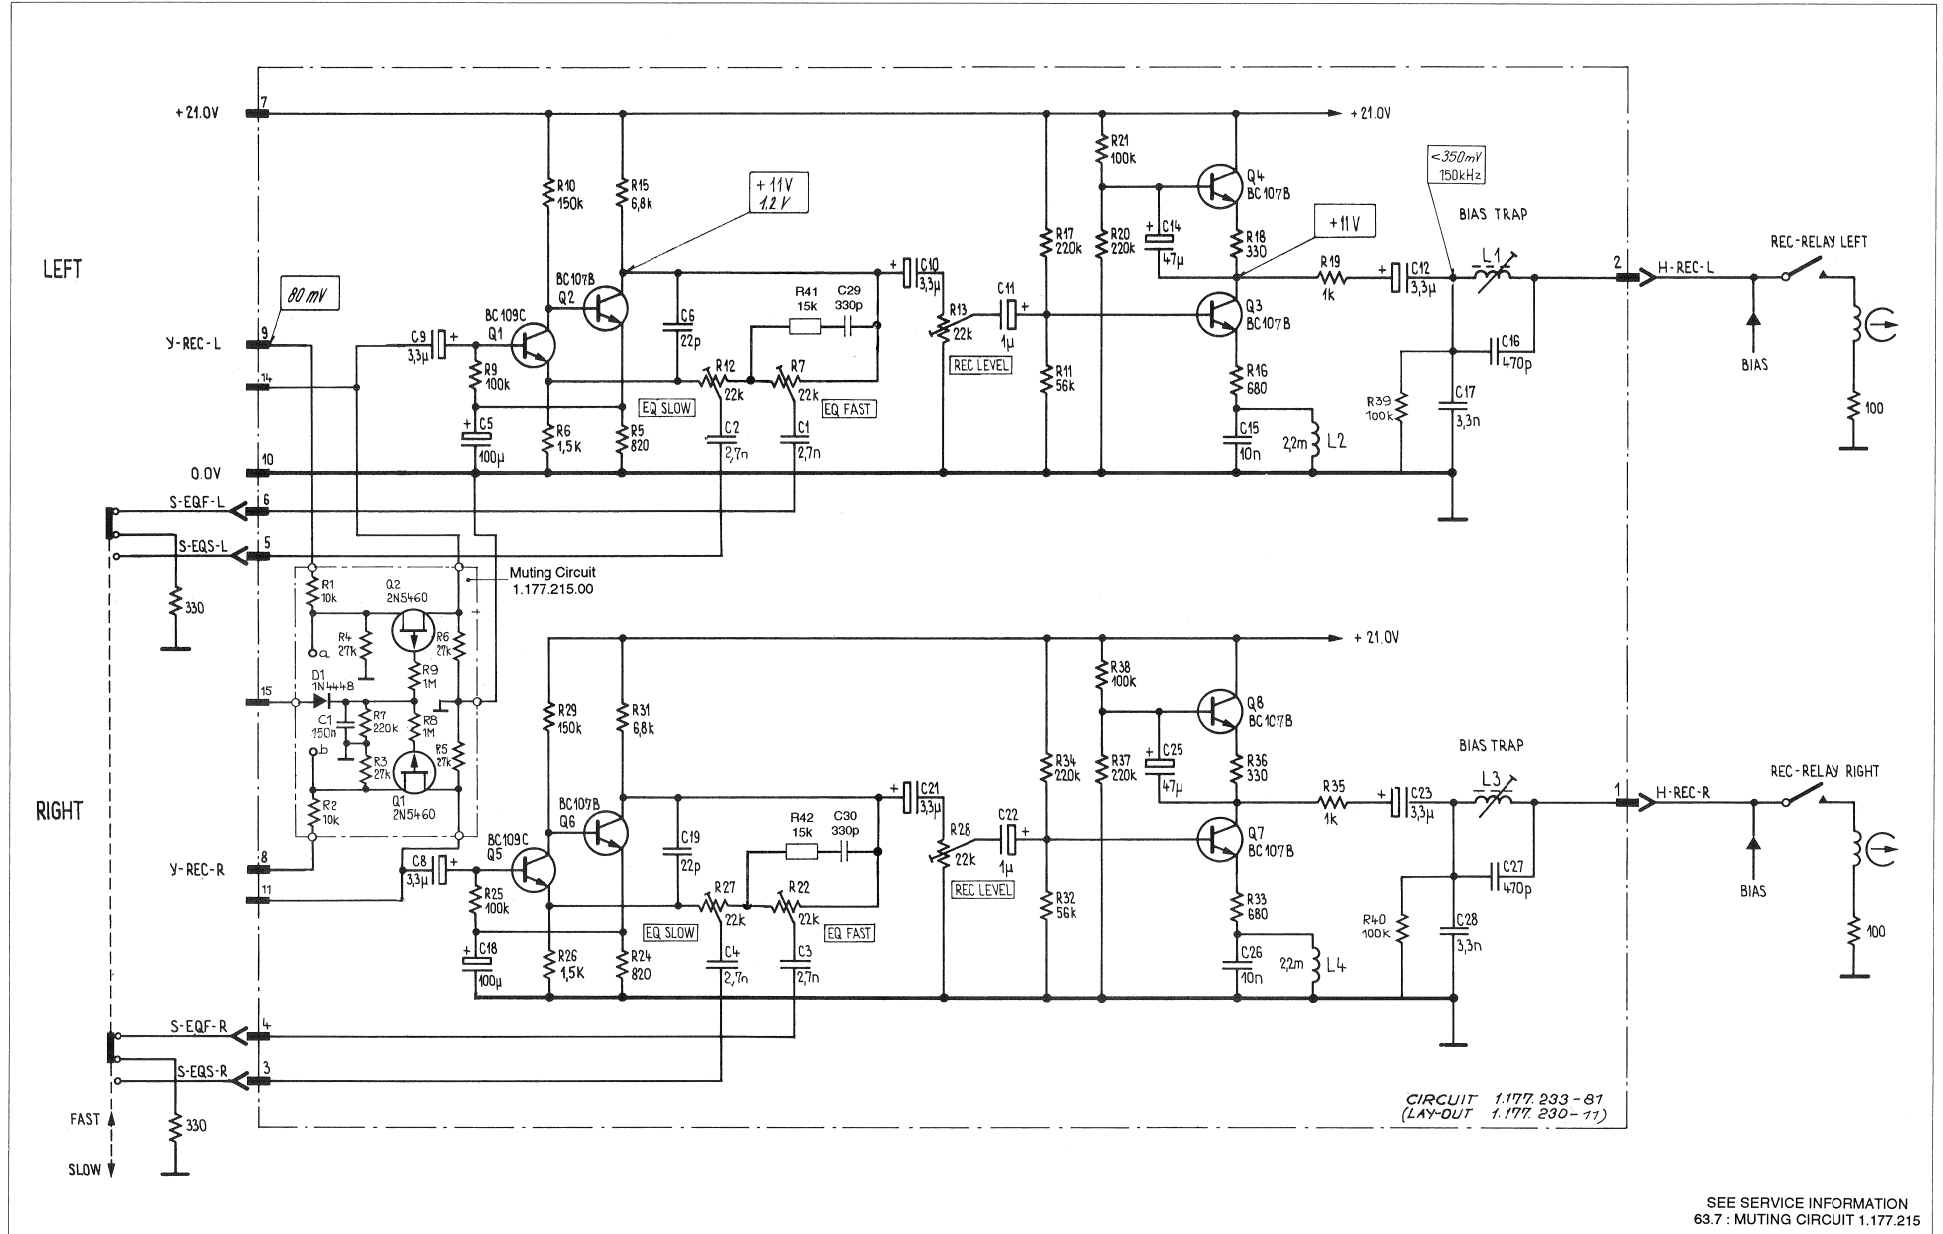 +21.0V
7
LEFT
80 mV
9
Y-REC-L
14
0.0V
10
S-EQF-L
6
S-EQS-L
5
330
R10
150k
R15
6,8k
+11V
1.2V
BC107B
Q2
BC109C
Q1
C9
3,3µ
+
R9
100k
+
C5
100µ
R6
1,5k
R5
820
C6
22p
R12
22k
EQ SLOW
C2
2,7n
R41
15k
C29
330p
R7
22k
EQ FAST
C1
2,7n
+
C10
3,3µ
R13
22k
REC LEVEL
C11
+
1µ
R17
220k
R11
56k
R21
100k
R20
220k
+
C14
47µ
+21.0V
Q4
BC107B
R18
330
+11V
Q3
BC107B
R16
680
C15
10n
2,2m
L2
R19
1k
+
C12
3,3µ
<350mV
150kHz
BIAS TRAP
L1
C16
470p
R39
100k
C17
3,3n
2
H-REC-L
BIAS
REC-RELAY LEFT
100
Muting Circuit
1.177.215.00
R1
10k
Q2
2N5460
+
R4
27k
R6
27k
a
R9
1M
D1
1N4448
15
C1
150n
R7
220k
R8
1M
b
R3
27k
R5
27k
R2
10k
Q1
2N5460
RIGHT
8
Y-REC-R
11
S-EQF-R
4
S-EQS-R
3
330
FAST
SLOW
+21.0V
R29
150k
R31
6,8k
BC107B
Q6
BC109C
Q5
C8
3,3µ
+
R25
100k
+
C18
100µ
R26
1,5K
R24
820
C19
22p
R27
22k
EQ SLOW
C4
2,7n
R42
15k
C30
330p
R22
22k
EQ FAST
C3
2,7n
+
C21
3,3µ
R28
22k
REC LEVEL
C22
+
1µ
R34
220k
R32
56k
R38
100k
R37
220k
+
C25
47µ
Q8
BC107B
R36
330
Q7
BC107B
R33
680
C26
10n
2,2m
L4
R35
1k
+
C23
3,3µ
BIAS TRAP
L3
C27
470p
R40
100K
C28
3,3n
1
H-REC-R
BIAS
REC-RELAY RIGHT
100
CIRCUIT 1.177.233-81
(LAY-OUT 1.177.230-11)
SEE SERVICE INFORMATION
63.7 : MUTING CIRCUIT 1.177.215